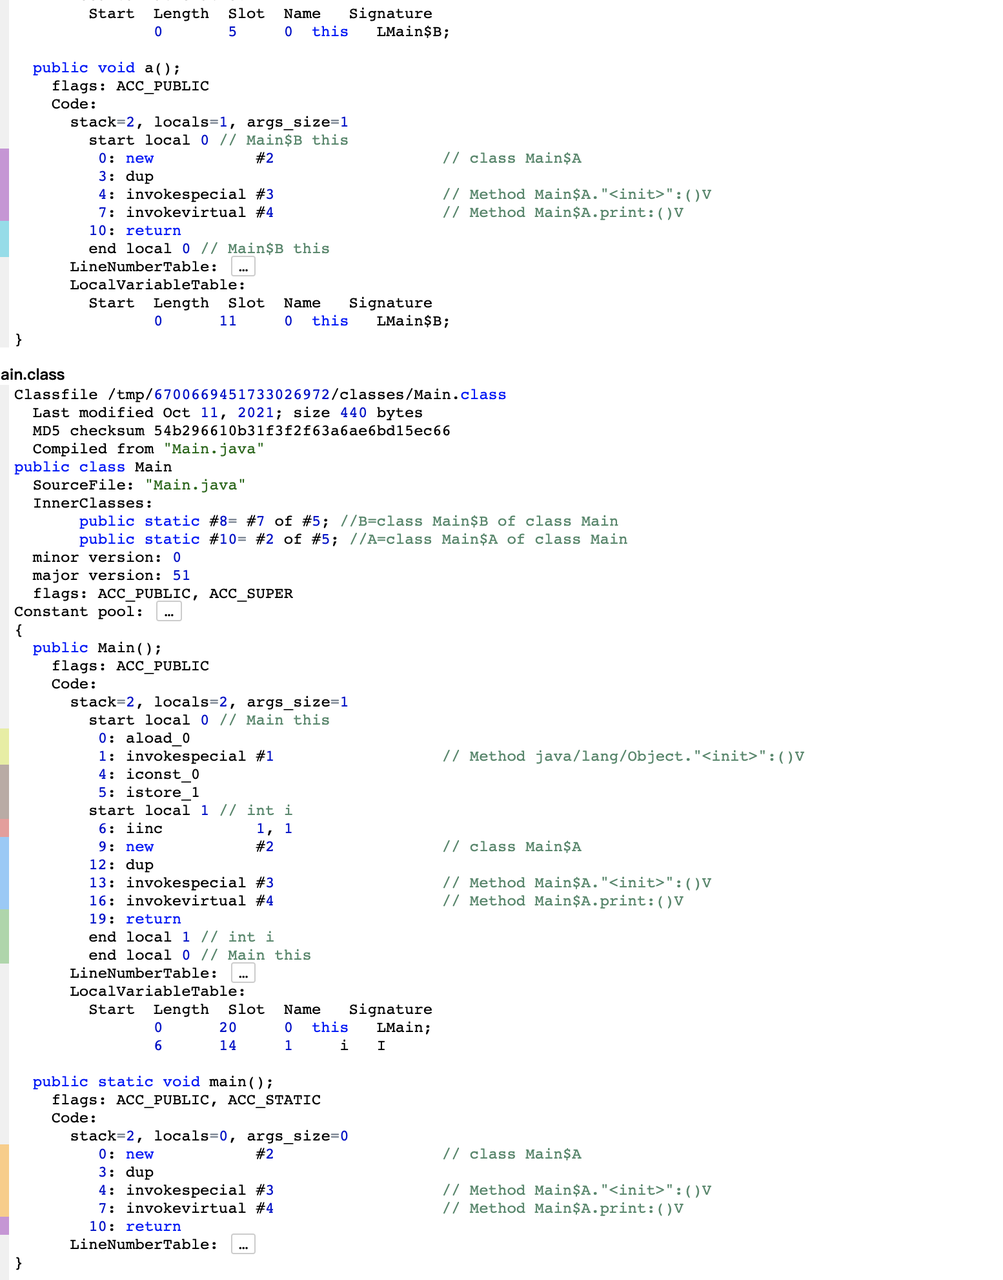 Start  Length  Slot  Name   Signature
0       5     0  this   LMain$B;
public void a();
flags: ACC_PUBLIC
Code:
stack=2, locals=1, args_size=1
start local 0 // Main$B this
0: new           #2                  // class Main$A
3: dup
4: invokespecial #3                  // Method Main$A."<init>":()V
7: invokevirtual #4                  // Method Main$A.print:()V
10: return
end local 0 // Main$B this
LineNumberTable: …
LocalVariableTable:
Start  Length  Slot  Name   Signature
0      11     0  this   LMain$B;
}
ain.class
Classfile /tmp/6700669451733026972/classes/Main.class
Last modified Oct 11, 2021; size 440 bytes
MD5 checksum 54b296610b31f3f2f63a6ae6bd15ec66
Compiled from "Main.java"
public class Main
SourceFile: "Main.java"
InnerClasses:
public static #8= #7 of #5; //B=class Main$B of class Main
public static #10= #2 of #5; //A=class Main$A of class Main
minor version: 0
major version: 51
flags: ACC_PUBLIC, ACC_SUPER
Constant pool: …
{
public Main();
flags: ACC_PUBLIC
Code:
stack=2, locals=2, args_size=1
start local 0 // Main this
0: aload_0
1: invokespecial #1                  // Method java/lang/Object."<init>":()V
4: iconst_0
5: istore_1
start local 1 // int i
6: iinc          1, 1
9: new           #2                  // class Main$A
12: dup
13: invokespecial #3                  // Method Main$A."<init>":()V
16: invokevirtual #4                  // Method Main$A.print:()V
19: return
end local 1 // int i
end local 0 // Main this
LineNumberTable: …
LocalVariableTable:
Start  Length  Slot  Name   Signature
0      20     0  this   LMain;
6      14     1     i   I
public static void main();
flags: ACC_PUBLIC, ACC_STATIC
Code:
stack=2, locals=0, args_size=0
0: new           #2                  // class Main$A
3: dup
4: invokespecial #3                  // Method Main$A."<init>":()V
7: invokevirtual #4                  // Method Main$A.print:()V
10: return
LineNumberTable: …
}